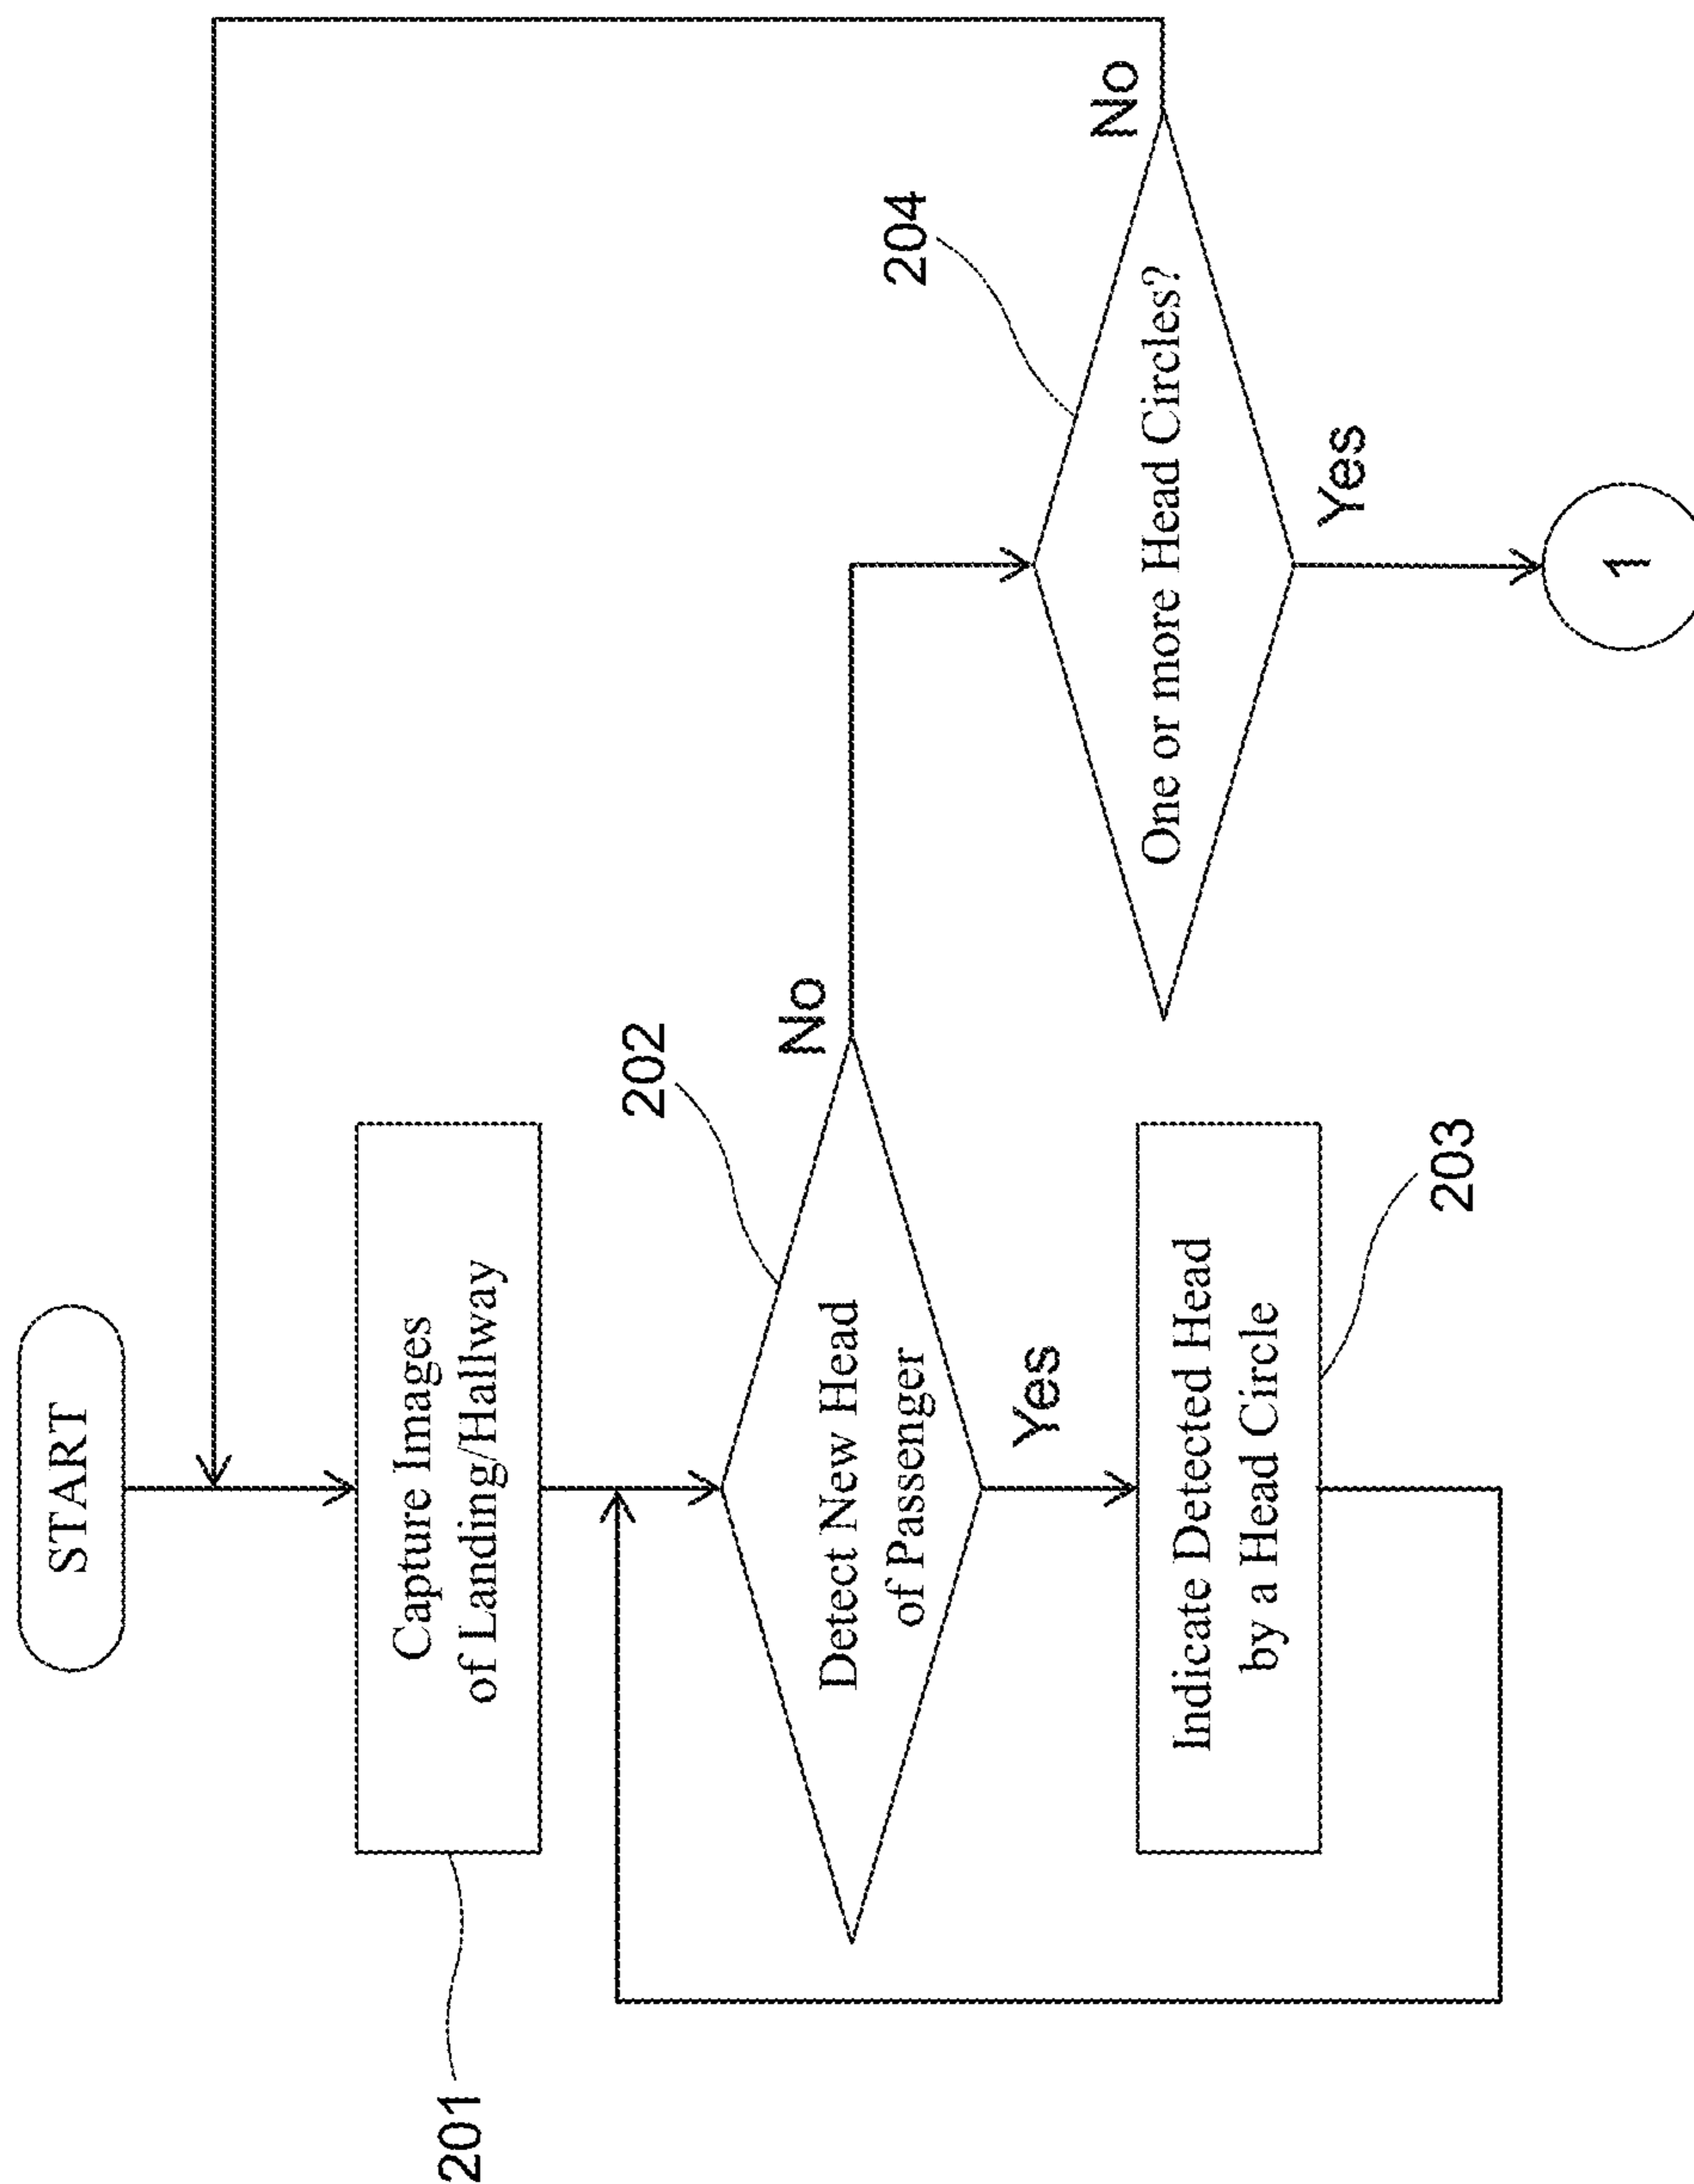 START
Capture Images
of Landing/Hallway
201
Detect New Head
of Passenger
202
No
Yes
Indicate Detected Head
by a Head Circle
203
One or more Head Circles?
204
No
Yes
1